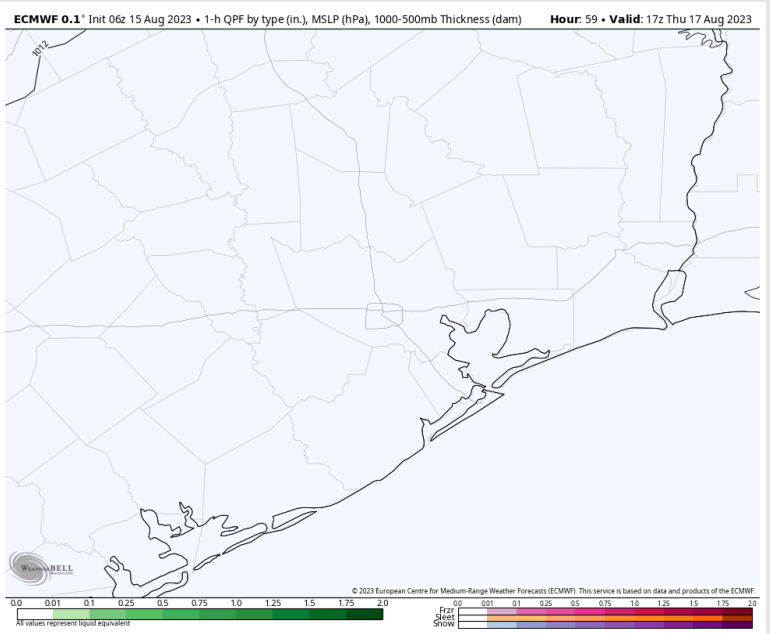 ECMWF 0.1° Init 06z 15 Aug 2023 • 1-h QPF by type (in.), MSLP (hPa), 1000-500mb Thickness (dam) Hour: 59 • Valid: 17z Thu 17 Aug 2023
1012
WEATHERBELL
© 2023 European Centre for Medium-Range Weather Forecasts (ECMWF). This service is based on data and products of the ECMWF.
0.0 0.01 0.1 0.25 0.5 0.75 1.0 1.25 1.5 1.75 2.0
All values represent liquid equivalent
0.0 0.01 0.1 0.25 0.5 0.75 1.0 1.25 1.5 1.75 2.0
Frzr
Sleet
Snow